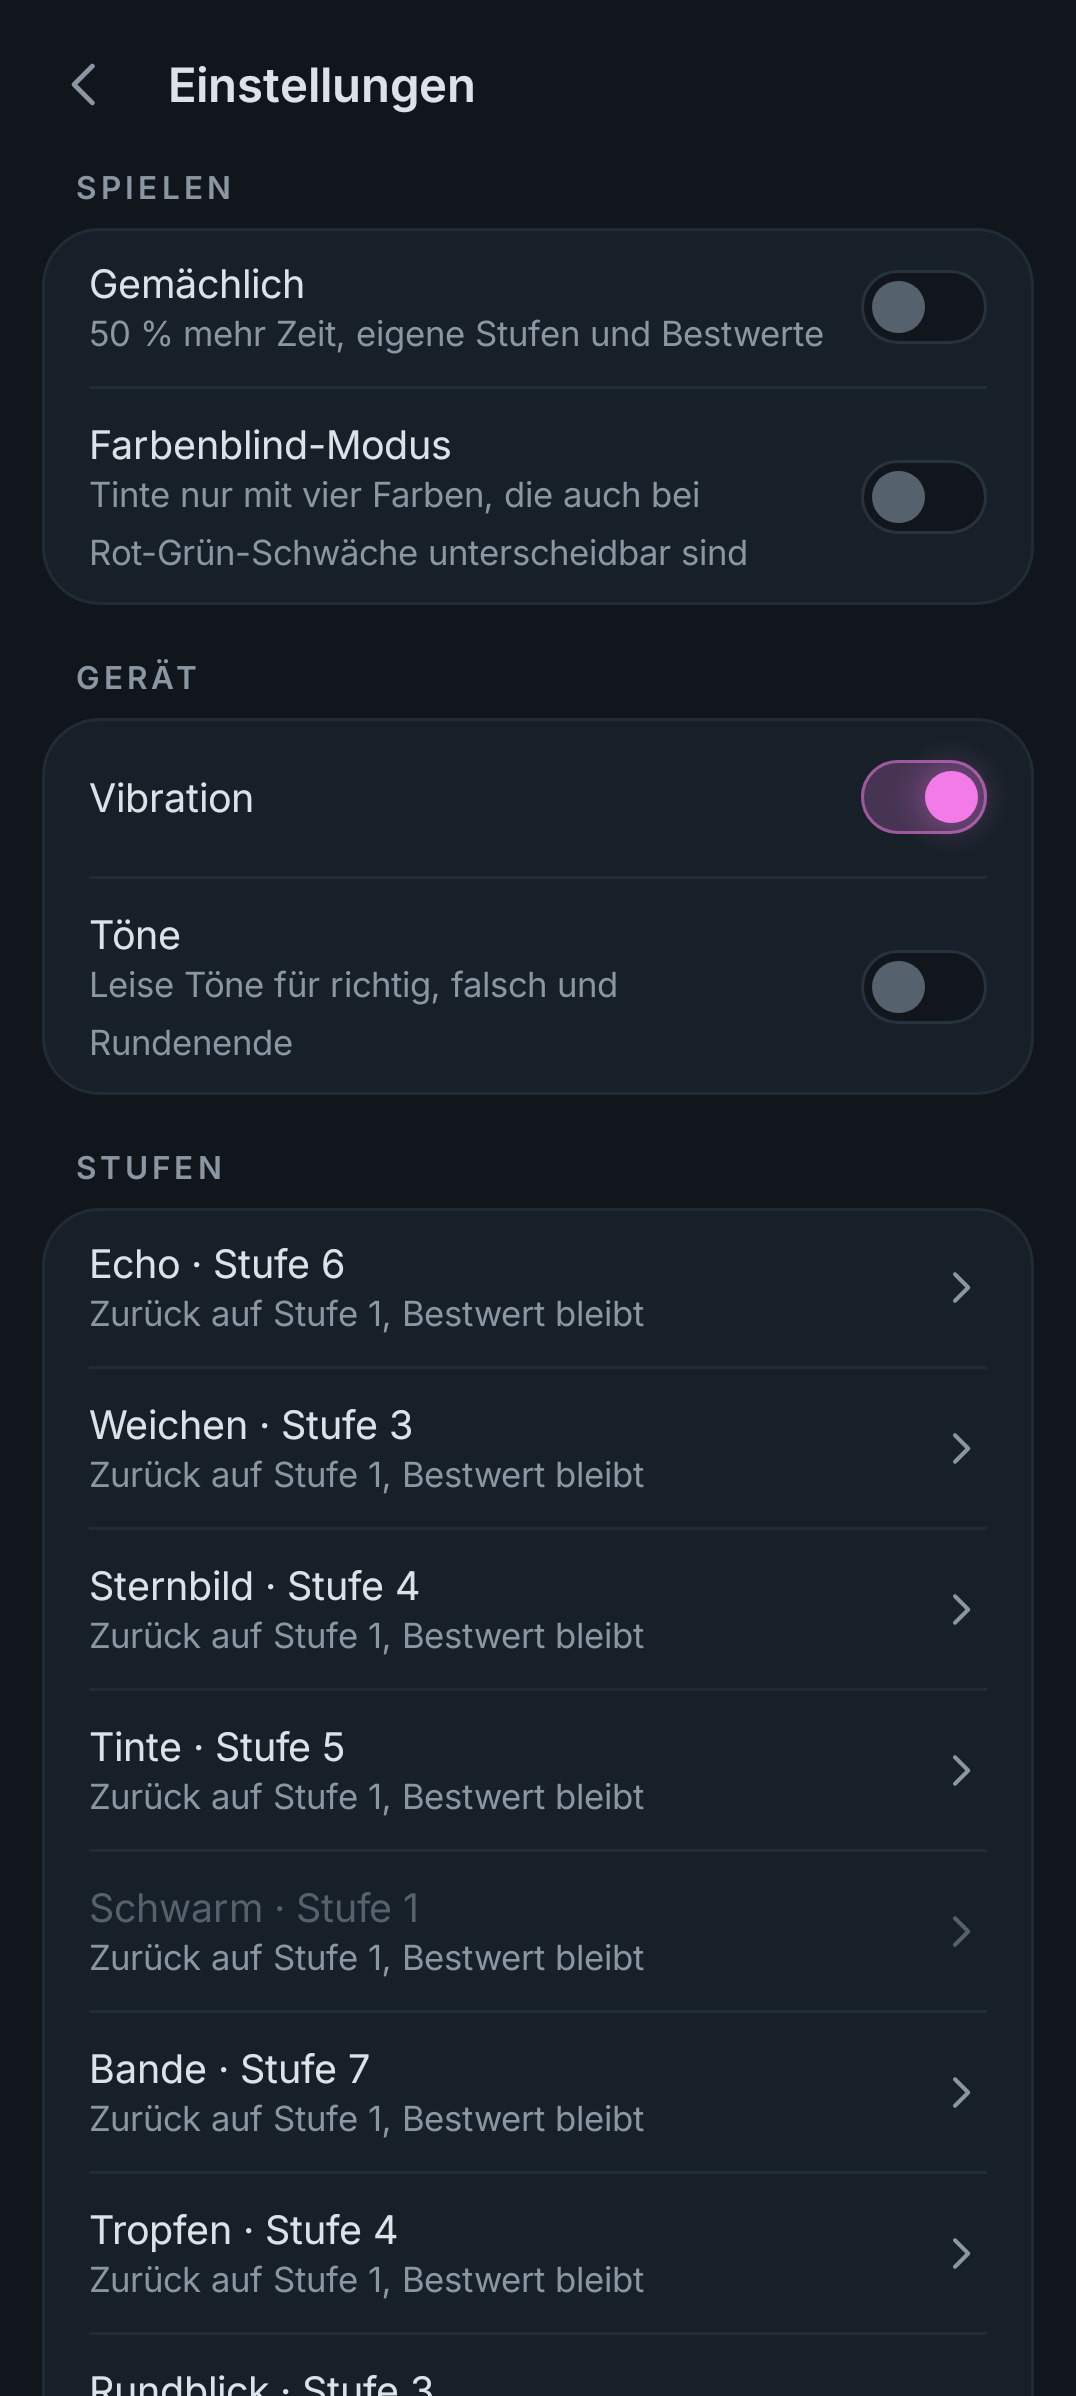 Einstellungen
SPIELEN
Gemächlich
50 % mehr Zeit, eigene Stufen und Bestwerte
Farbenblind-Modus
Tinte nur mit vier Farben, die auch bei
Rot-Grün-Schwäche unterscheidbar sind
GERÄT
Vibration
Töne
Leise Töne für richtig, falsch und
Rundenende
STUFEN
Echo · Stufe 6
Zurück auf Stufe 1, Bestwert bleibt
Weichen · Stufe 3
Zurück auf Stufe 1, Bestwert bleibt
Sternbild · Stufe 4
Zurück auf Stufe 1, Bestwert bleibt
Tinte · Stufe 5
Zurück auf Stufe 1, Bestwert bleibt
Schwarm · Stufe 1
Zurück auf Stufe 1, Bestwert bleibt
Bande · Stufe 7
Zurück auf Stufe 1, Bestwert bleibt
Tropfen · Stufe 4
Zurück auf Stufe 1, Bestwert bleibt
Rundblick · Stufe 3